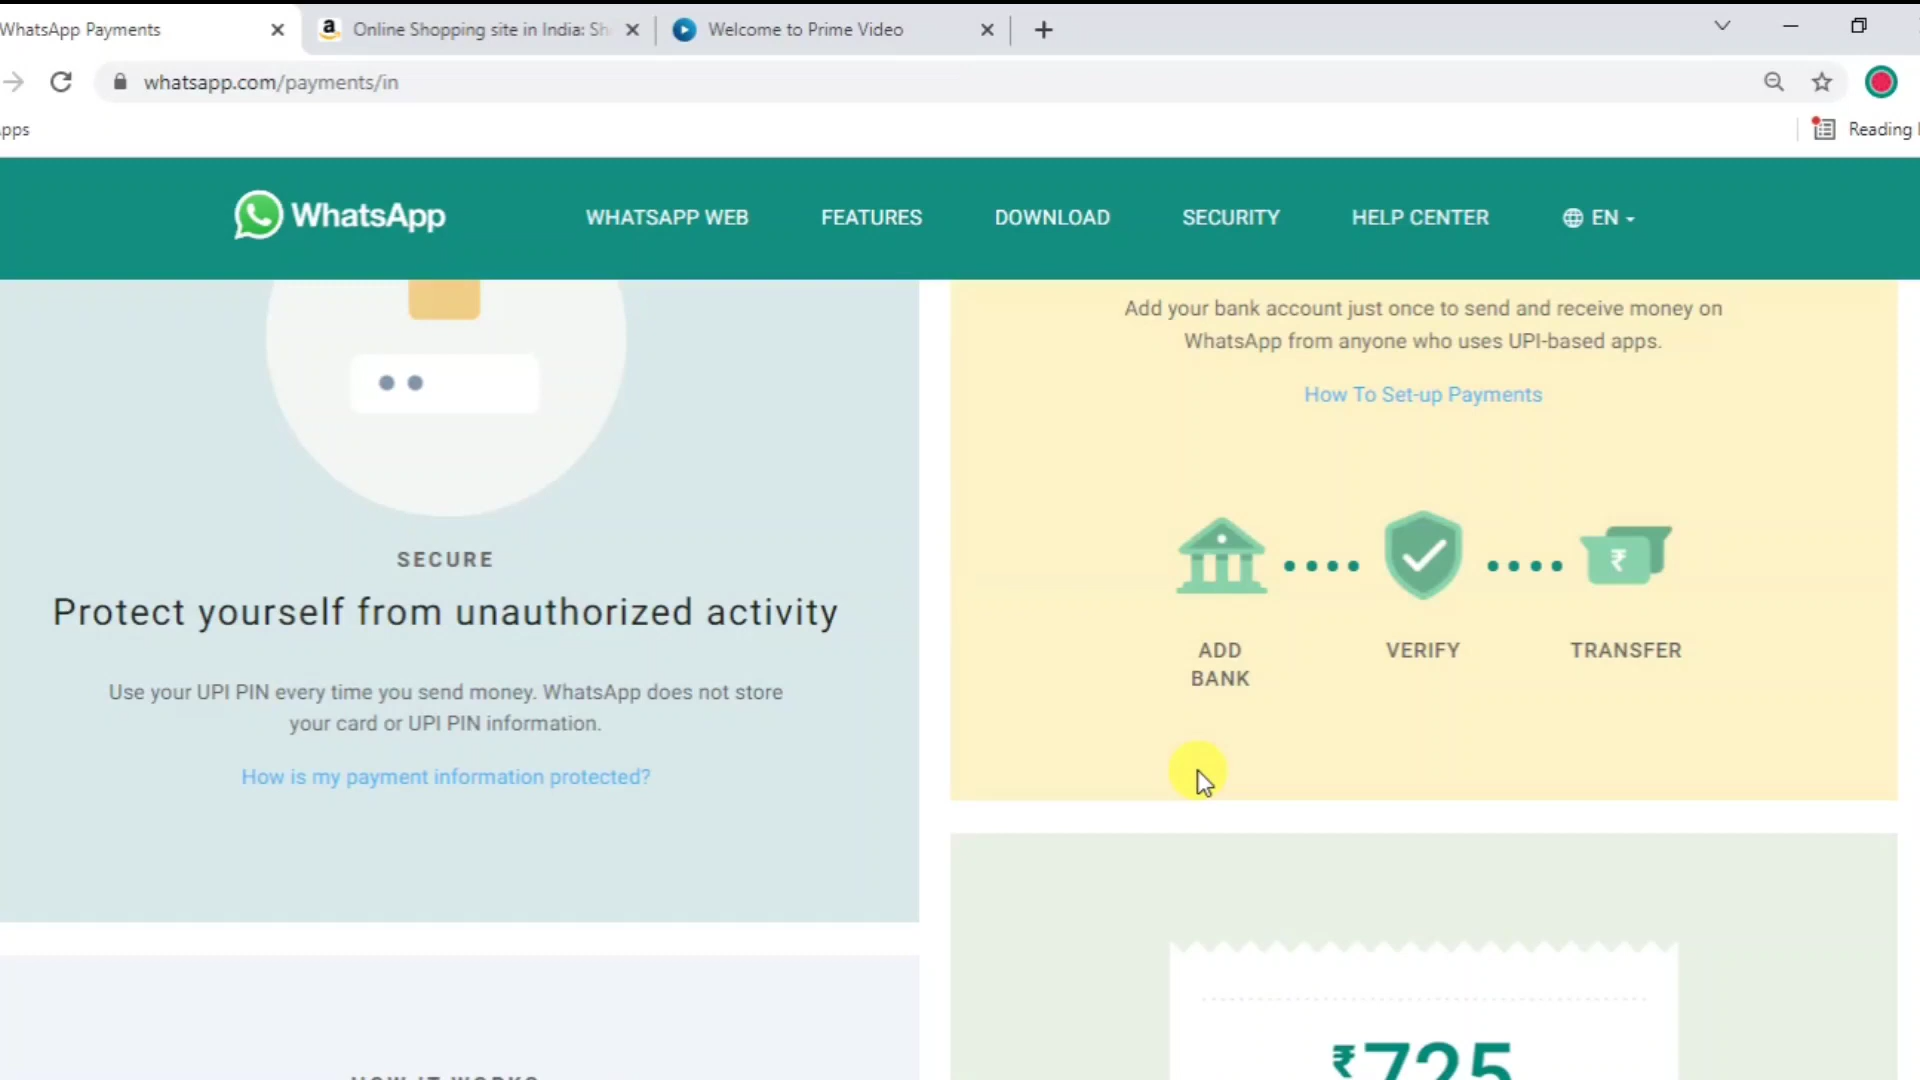 WhatsApp Payments
Online Shopping site in India: Sh
Welcome to Prime Video
whatsapp.com/payments/in
pps
Reading
WhatsApp
WHATSAPP WEB
FEATURES
DOWNLOAD
SECURITY
HELP CENTER
EN
SECURE
Protect yourself from unauthorized activity
Use your UPI PIN every time you send money. WhatsApp does not store
your card or UPI PIN information.
How is my payment information protected?
HOW IT WORKS
Add your bank account just once to send and receive money on
WhatsApp from anyone who uses UPI-based apps.
How To Set-up Payments
₹
ADD
BANK
VERIFY
TRANSFER
₹725